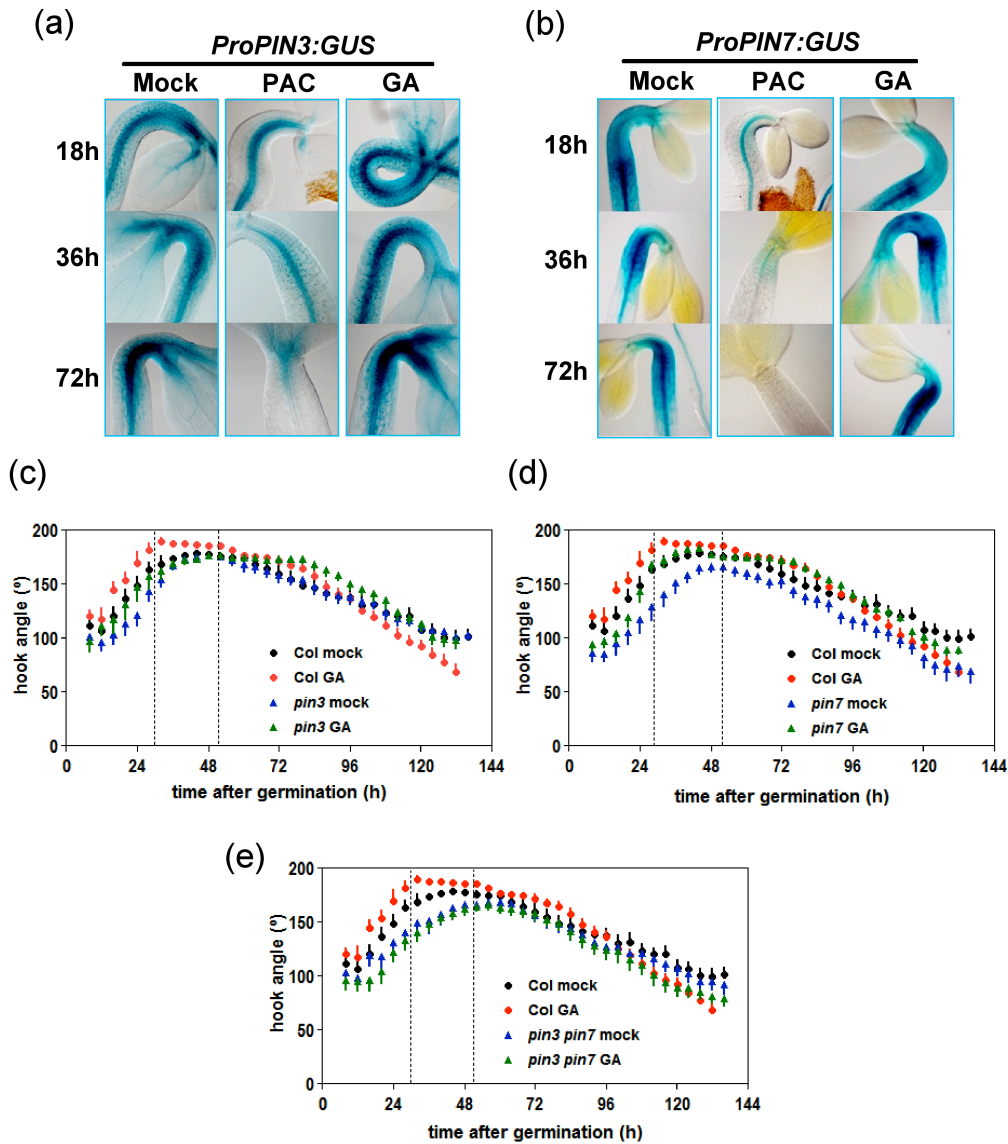 (a)
ProPIN3:GUS
Mock PAC GA
18h
36h
72h
(b)
ProPIN7:GUS
Mock PAC GA
18h
36h
72h
(c)
200
150
100
50
0
hook angle (º)
Col mock
Col GA
pin3 mock
pin3 GA
0 24 48 72 96 120 144
time after germination (h)
(d)
200
150
100
50
0
hook angle (º)
Col mock
Col GA
pin7 mock
pin7 GA
0 24 48 72 96 120 144
time after germination (h)
(e)
200
150
100
50
0
hook angle (º)
Col mock
Col GA
pin3 pin7 mock
pin3 pin7 GA
0 24 48 72 96 120 144
time after germination (h)